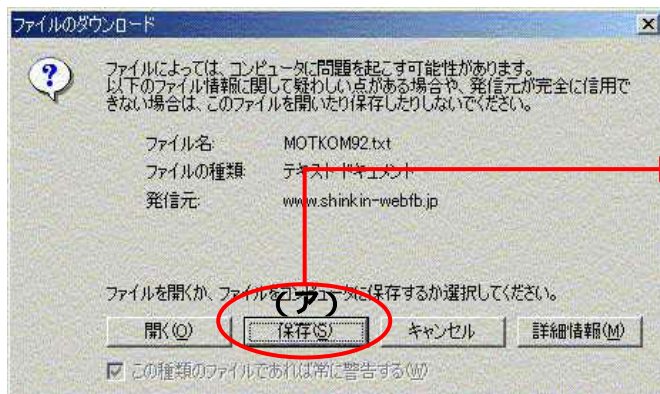 ファイルのダウンロード
ファイルによっては、コンピュータに問題を起こす可能性があります。
以下のファイル情報に関して疑わしい点がある場合や、発信元が完全に信用で
きない場合は、このファイルを開いたり保存したりしないでください。
ファイル名: MOTKOM92.txt
ファイルの種類: テキスト ドキュメント
発信元: www.shinkin-webfb.jp
ファイルを開くか、ファイルをコンピュータに保存するか選択してください。
(ア)
開く(O) 保存(S) キャンセル 詳細情報(M)
この種類のファイルであれば常に警告する(W)